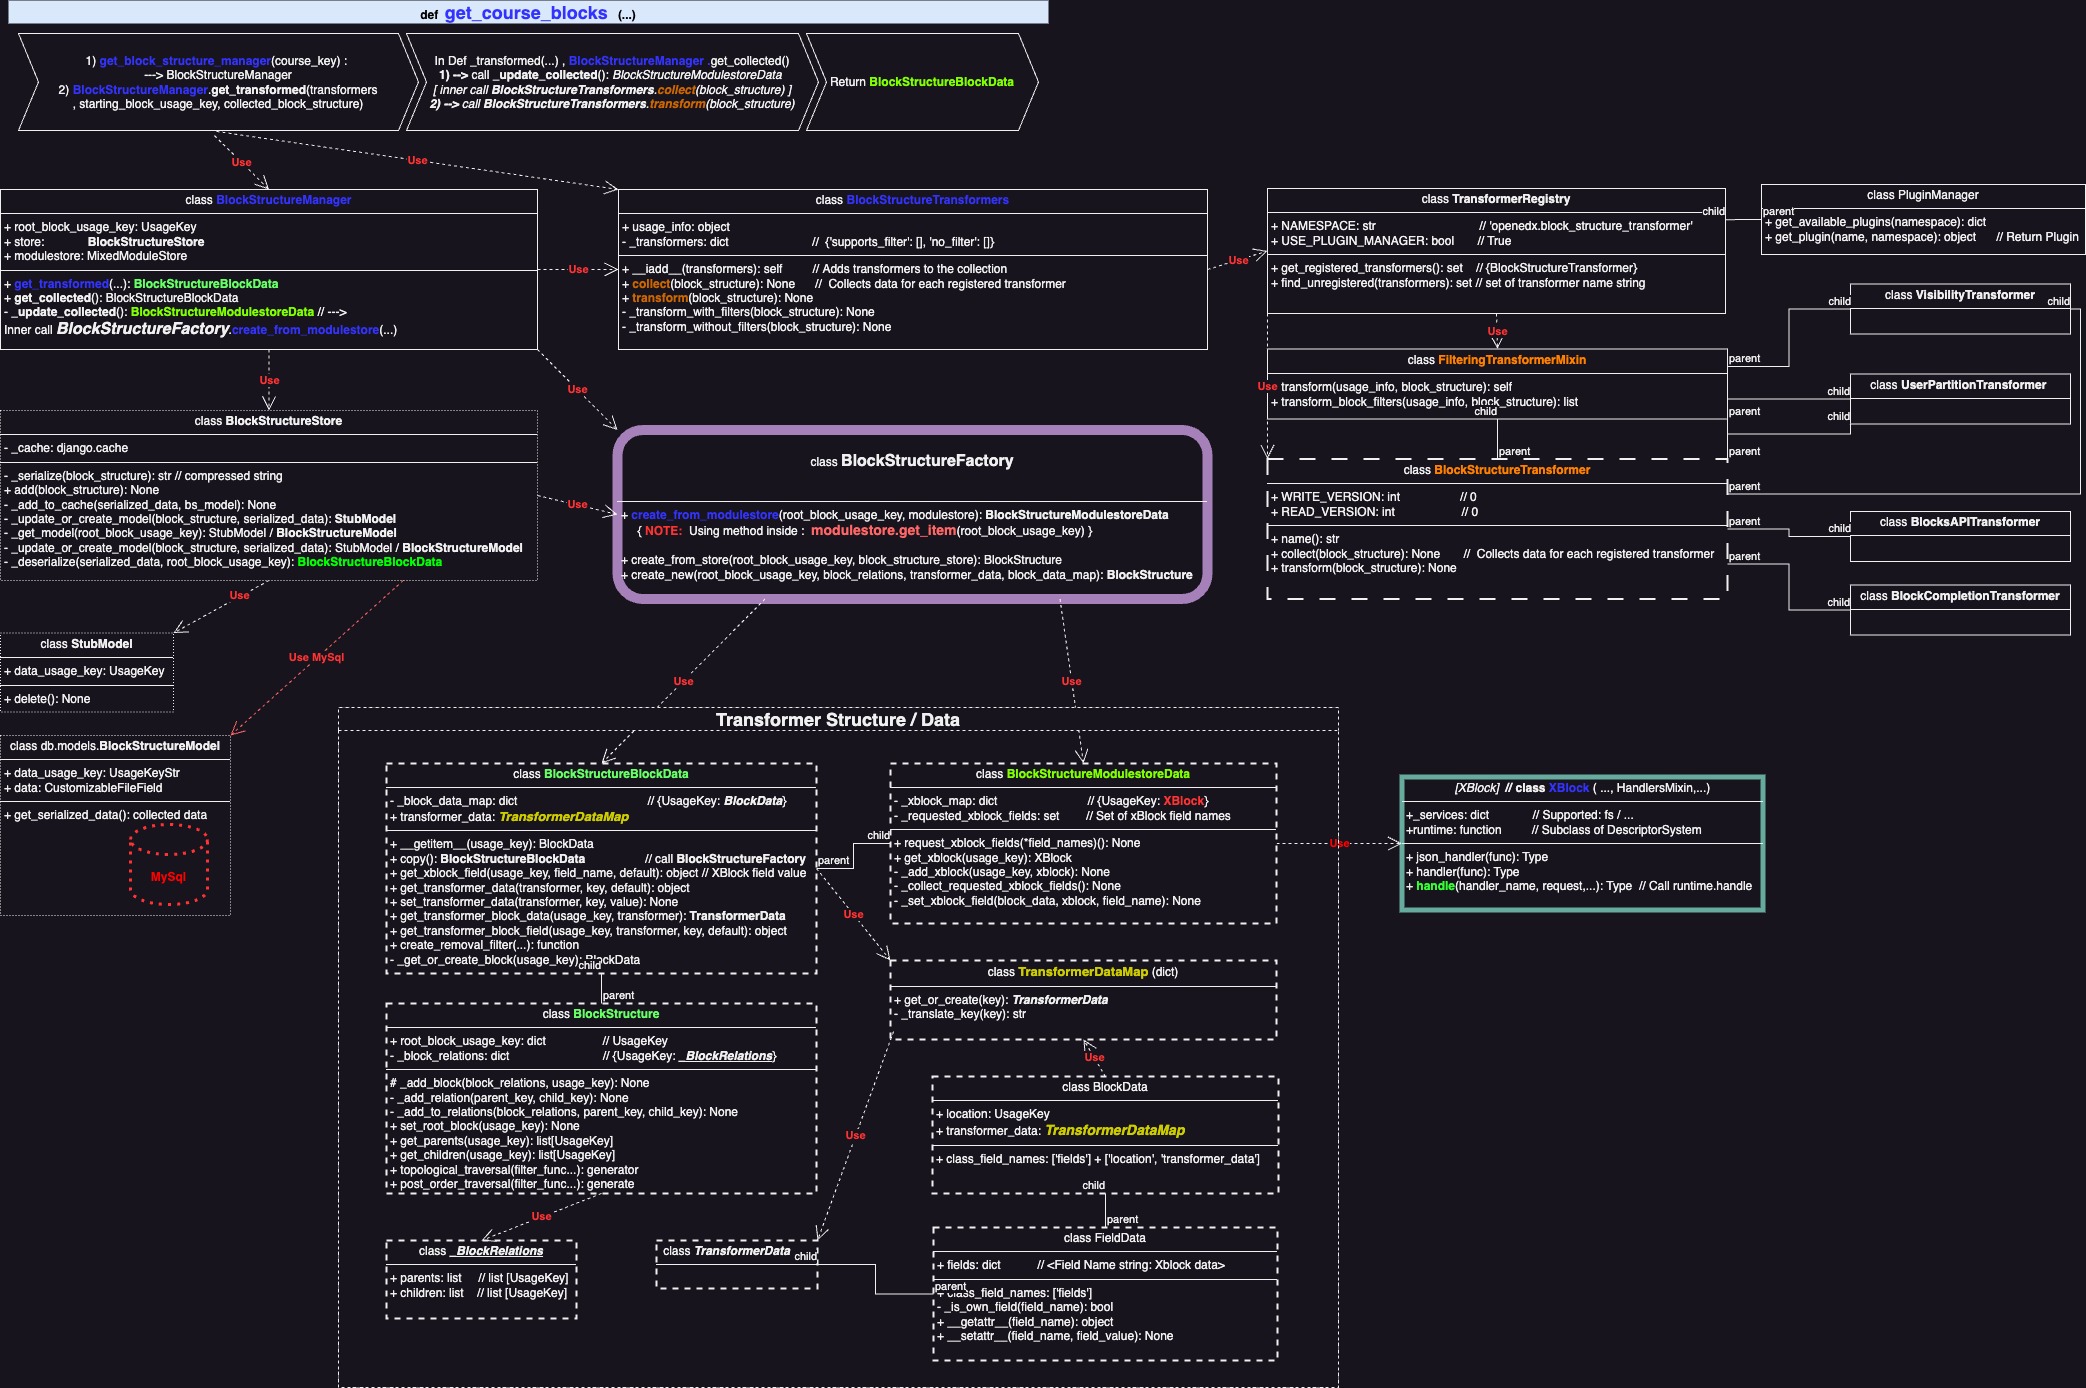 def get_course_blocks (...)
1) get_block_structure_manager(course_key) :
---> BlockStructureManager
2) BlockStructureManager.get_transformed(transformers
, starting_block_usage_key, collected_block_structure)
In Def _transformed(...) , BlockStructureManager .get_collected()
1) --> call _update_collected(): BlockStructureModulestoreData
[ inner call BlockStructureTransformers.collect(block_structure) ]
2) --> call BlockStructureTransformers.transform(block_structure)
Return BlockStructureBlockData
Use
Use
class BlockStructureManager
+ root_block_usage_key: UsageKey
+ store: BlockStructureStore
+ modulestore: MixedModuleStore
+ get_transformed(...): BlockStructureBlockData
+ get_collected(): BlockStructureBlockData
- _update_collected(): BlockStructureModulestoreData // --->
Inner call BlockStructureFactory.create_from_modulestore(...)
Use
class BlockStructureTransformers
+ usage_info: object
- _transformers: dict // {'supports_filter': [], 'no_filter': []}
+ __iadd__(transformers): self // Adds transformers to the collection
+ collect(block_structure): None // Collects data for each registered transformer
+ transform(block_structure): None
- _transform_with_filters(block_structure): None
- _transform_without_filters(block_structure): None
Use
class TransformerRegistry
+ NAMESPACE: str // 'openedx.block_structure_transformer'
+ USE_PLUGIN_MANAGER: bool // True
+ get_registered_transformers(): set // {BlockStructureTransformer}
+ find_unregistered(transformers): set // set of transformer name string
child
parent
class PluginManager
+ get_available_plugins(namespace): dict
+ get_plugin(name, namespace): object // Return Plugin
Use
class FilteringTransformerMixin
Use
transform(usage_info, block_structure): self
+ transform_block_filters(usage_info, block_structure): list
child
parent
class BlockStructureTransformer
+ WRITE_VERSION: int // 0
+ READ_VERSION: int // 0
+ name(): str
+ collect(block_structure): None // Collects data for each registered transformer
+ transform(block_structure): None
parent
parent
parent
parent
parent
parent
child
class VisibilityTransformer
child
child
class UserPartitionTransformer
child
child
class BlocksAPITransformer
child
class BlockCompletionTransformer
Use
Use
class BlockStructureStore
- _cache: django.cache
- _serialize(block_structure): str // compressed string
+ add(block_structure): None
- _add_to_cache(serialized_data, bs_model): None
- _update_or_create_model(block_structure, serialized_data): StubModel
- _get_model(root_block_usage_key): StubModel / BlockStructureModel
- _update_or_create_model(block_structure, serialized_data): StubModel / BlockStructureModel
- _deserialize(serialized_data, root_block_usage_key): BlockStructureBlockData
Use
class BlockStructureFactory
+ create_from_modulestore(root_block_usage_key, modulestore): BlockStructureModulestoreData
{ NOTE: Using method inside : modulestore.get_item(root_block_usage_key) }
+ create_from_store(root_block_usage_key, block_structure_store): BlockStructure
+ create_new(root_block_usage_key, block_relations, transformer_data, block_data_map): BlockStructure
Use
Use MySql
class StubModel
+ data_usage_key: UsageKey
+ delete(): None
class db.models.BlockStructureModel
+ data_usage_key: UsageKeyStr
+ data: CustomizableFileField
+ get_serialized_data(): collected data
MySql
Use
Use
Transformer Structure / Data
class BlockStructureBlockData
- _block_data_map: dict // {UsageKey: BlockData}
+ transformer_data: TransformerDataMap
+ __getitem__(usage_key): BlockData
+ copy(): BlockStructureBlockData // call BlockStructureFactory
+ get_xblock_field(usage_key, field_name, default): object // XBlock field value
+ get_transformer_data(transformer, key, default): object
+ set_transformer_data(transformer, key, value): None
+ get_transformer_block_data(usage_key, transformer): TransformerData
+ get_transformer_block_field(usage_key, transformer, key, default): object
+ create_removal_filter(...): function
- _get_or_create_block(usage_key): BlockData
child
parent
child
parent
class BlockStructureModulestoreData
- _xblock_map: dict // {UsageKey: XBlock}
- _requested_xblock_fields: set // Set of xBlock field names
+ request_xblock_fields(*field_names)(): None
+ get_xblock(usage_key): XBlock
- _add_xblock(usage_key, xblock): None
- _collect_requested_xblock_fields(): None
- _set_xblock_field(block_data, xblock, field_name): None
Use
[XBlock] // class XBlock ( ..., HandlersMixin,...)
+_services: dict // Supported: fs / ...
+runtime: function // Subclass of DescriptorSystem
+ json_handler(func): Type
+ handler(func): Type
+ handle(handler_name, request,...): Type // Call runtime.handle
Use
class TransformerDataMap (dict)
+ get_or_create(key): TransformerData
- _translate_key(key): str
class BlockStructure
+ root_block_usage_key: dict // UsageKey
- _block_relations: dict // {UsageKey: _BlockRelations}
# _add_block(block_relations, usage_key): None
- _add_relation(parent_key, child_key): None
- _add_to_relations(block_relations, parent_key, child_key): None
+ set_root_block(usage_key): None
+ get_parents(usage_key): list[UsageKey]
+ get_children(usage_key): list[UsageKey]
+ topological_traversal(filter_func...): generator
+ post_order_traversal(filter_func...): generate
Use
Use
class BlockData
+ location: UsageKey
+ transformer_data: TransformerDataMap
+ class_field_names: ['fields'] + ['location', 'transformer_data']
child
parent
Use
class _BlockRelations
+ parents: list // list [UsageKey]
+ children: list // list [UsageKey]
class TransformerData
child
parent
class FieldData
+ fields: dict // <Field Name string: Xblock data>
+ class_field_names: ['fields']
- _is_own_field(field_name): bool
+ __getattr__(field_name): object
+ __setattr__(field_name, field_value): None